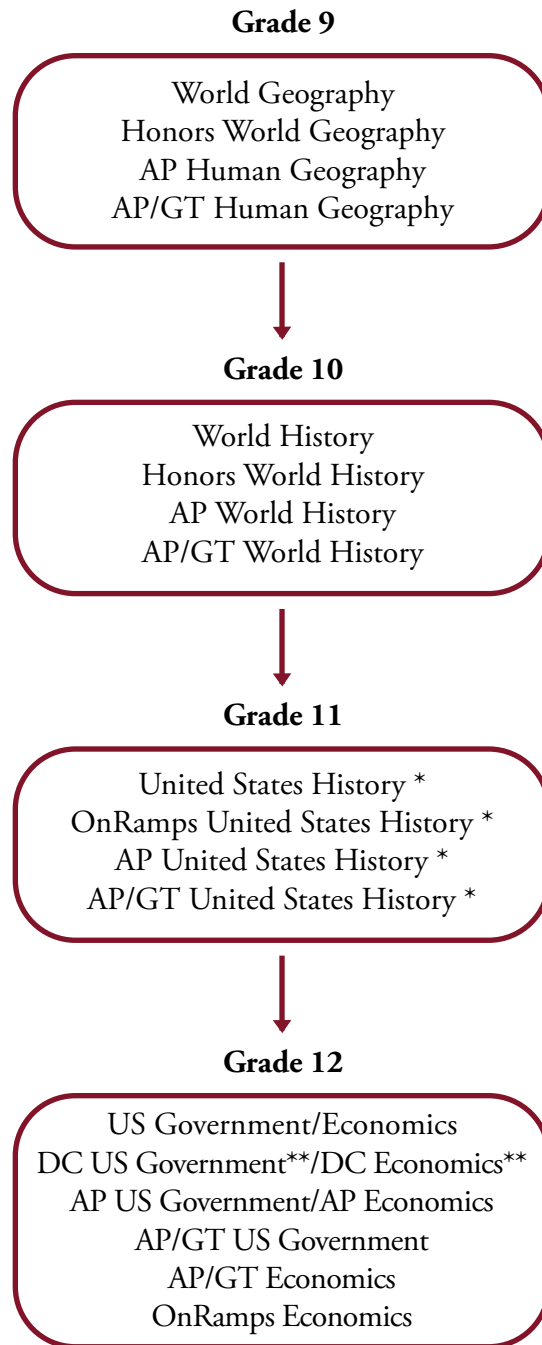 Grade 9
World Geography
Honors World Geography
AP Human Geography
AP/GT Human Geography
Grade 10
World History
Honors World History
AP World History
AP/GT World History
Grade 11
United States History *
OnRamps United States History *
AP United States History *
AP/GT United States History *
Grade 12
US Government/Economics
DC US Government**/DC Economics**
AP US Government/AP Economics
AP/GT US Government
AP/GT Economics
OnRamps Economics